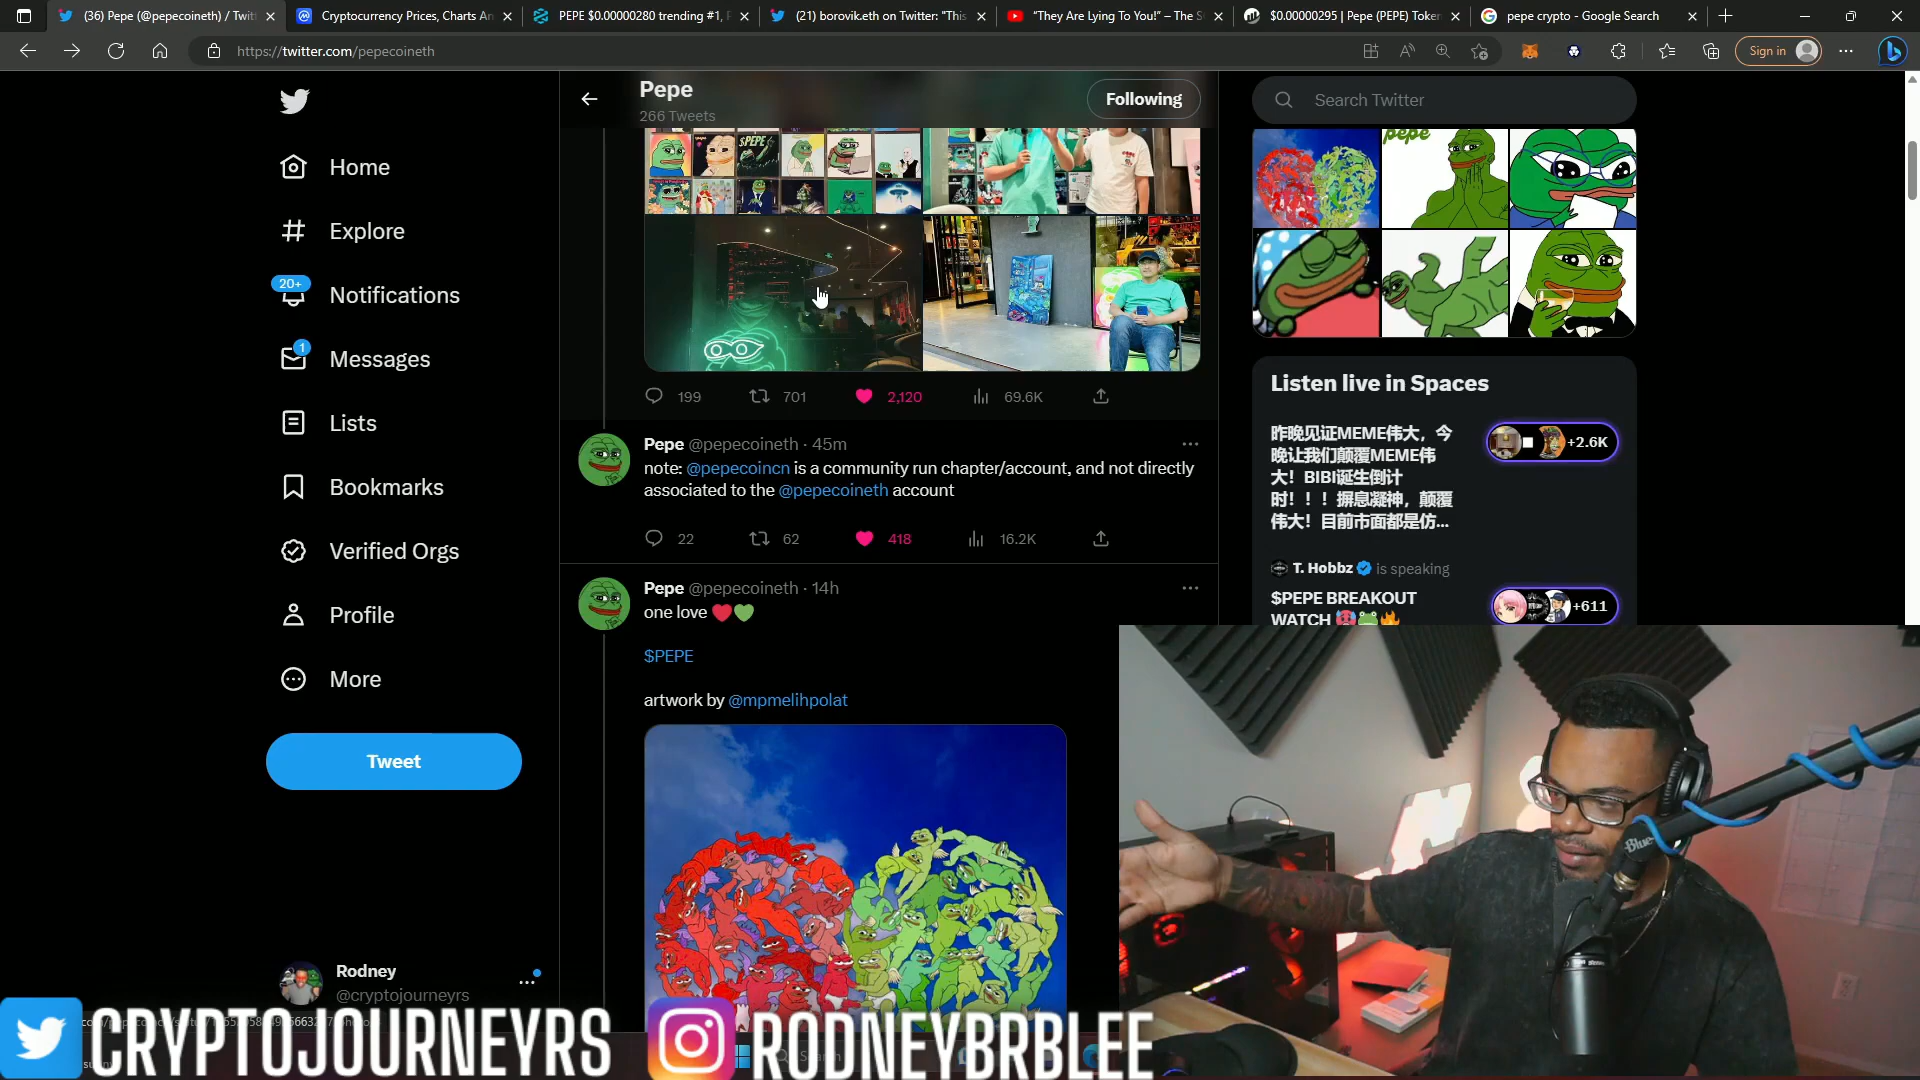 (36) Pepe (@pepecoineth) / Twit
Cryptocurrency Prices, Charts An
PEPE $0.00000280 trending #1, P
(21) borovik.eth on Twitter: "This
"They Are Lying To You!" – The S
$0.00000295 | Pepe (PEPE) Token
pepe crypto - Google Search
https://twitter.com/pepecoineth
Sign in
Home
Explore
20+
Notifications
1
Messages
Lists
Bookmarks
Verified Orgs
Profile
More
Tweet
Rodney
@cryptojourneyrs
Pepe
266 Tweets
Following
$PEPE
199
701
2,120
69.6K
Pepe @pepecoineth · 45m
note: @pepecoincn is a community run chapter/account, and not directly
associated to the @pepecoineth account
22
62
418
16.2K
Pepe @pepecoineth · 14h
one love ❤️💚
$PEPE
artwork by @mpmelihpolat
Search Twitter
pepe
Listen live in Spaces
昨晚见证MEME伟大，今
晚让我们颠覆MEME伟
大！BIBI诞生倒计
时！！！摒息凝神，颠覆
伟大！目前市面都是仿...
+2.6K
T. Hobbz is speaking
$PEPE BREAKOUT
WATCH 🥵🐸🔥
+611
Blue
CRYPTOJOURNEYRS
RODNEYBRBLEE